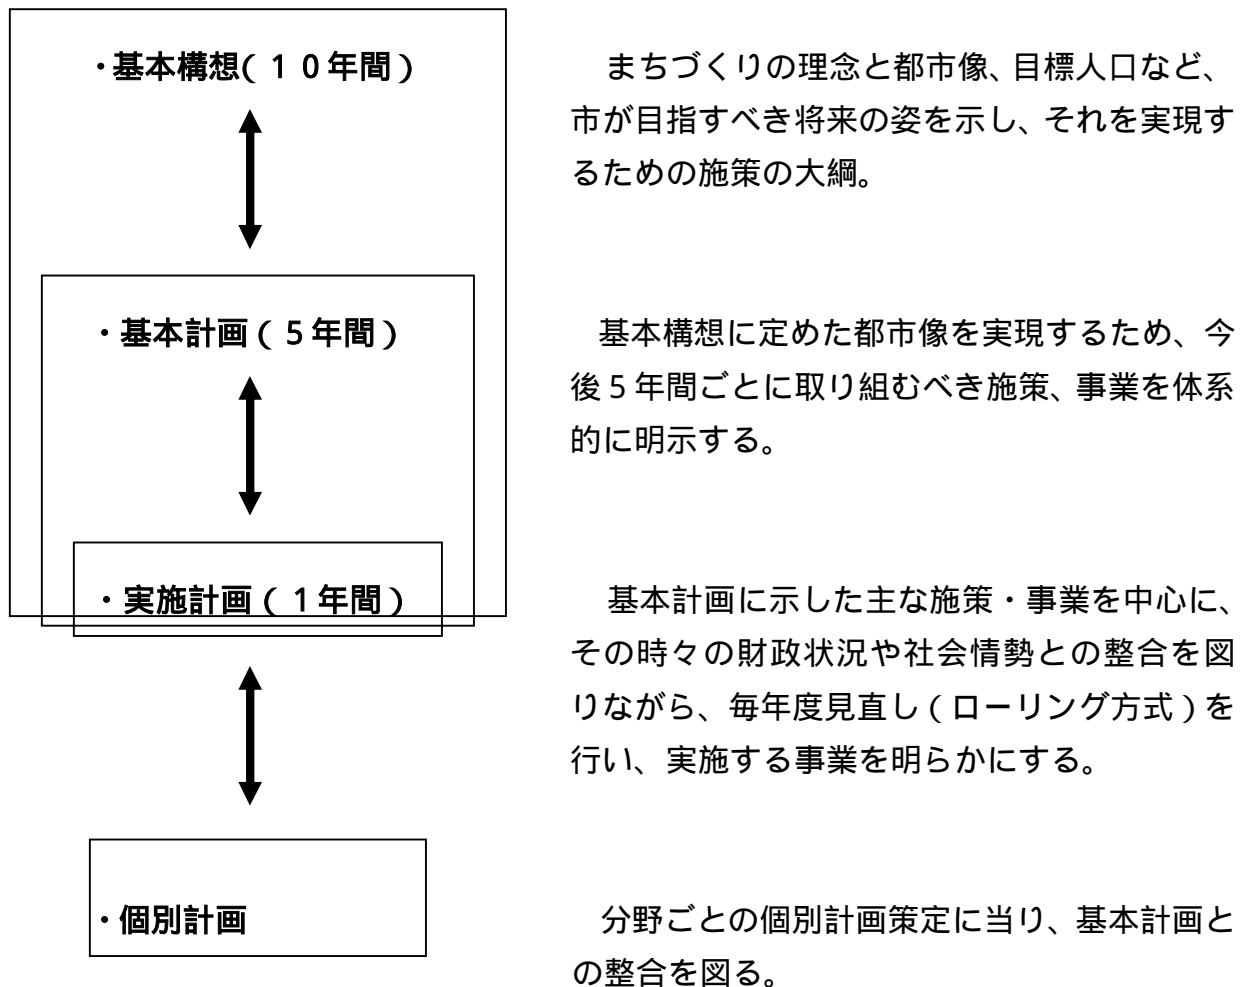 ・基本構想(１０年間)
まちづくりの理念と都市像、目標人口など、
市が目指すべき将来の姿を示し、それを実現す
るための施策の大綱。
・基本計画(５年間)
基本構想に定めた都市像を実現するため、今
後５年間ごとに取り組むべき施策、事業を体系
的に明示する。
・実施計画(１年間)
基本計画に示した主な施策・事業を中心に、
その時々の財政状況や社会情勢との整合を図
りながら、毎年度見直し(ローリング方式)を
行い、実施する事業を明らかにする。
・個別計画
分野ごとの個別計画策定に当り、基本計画と
の整合を図る。